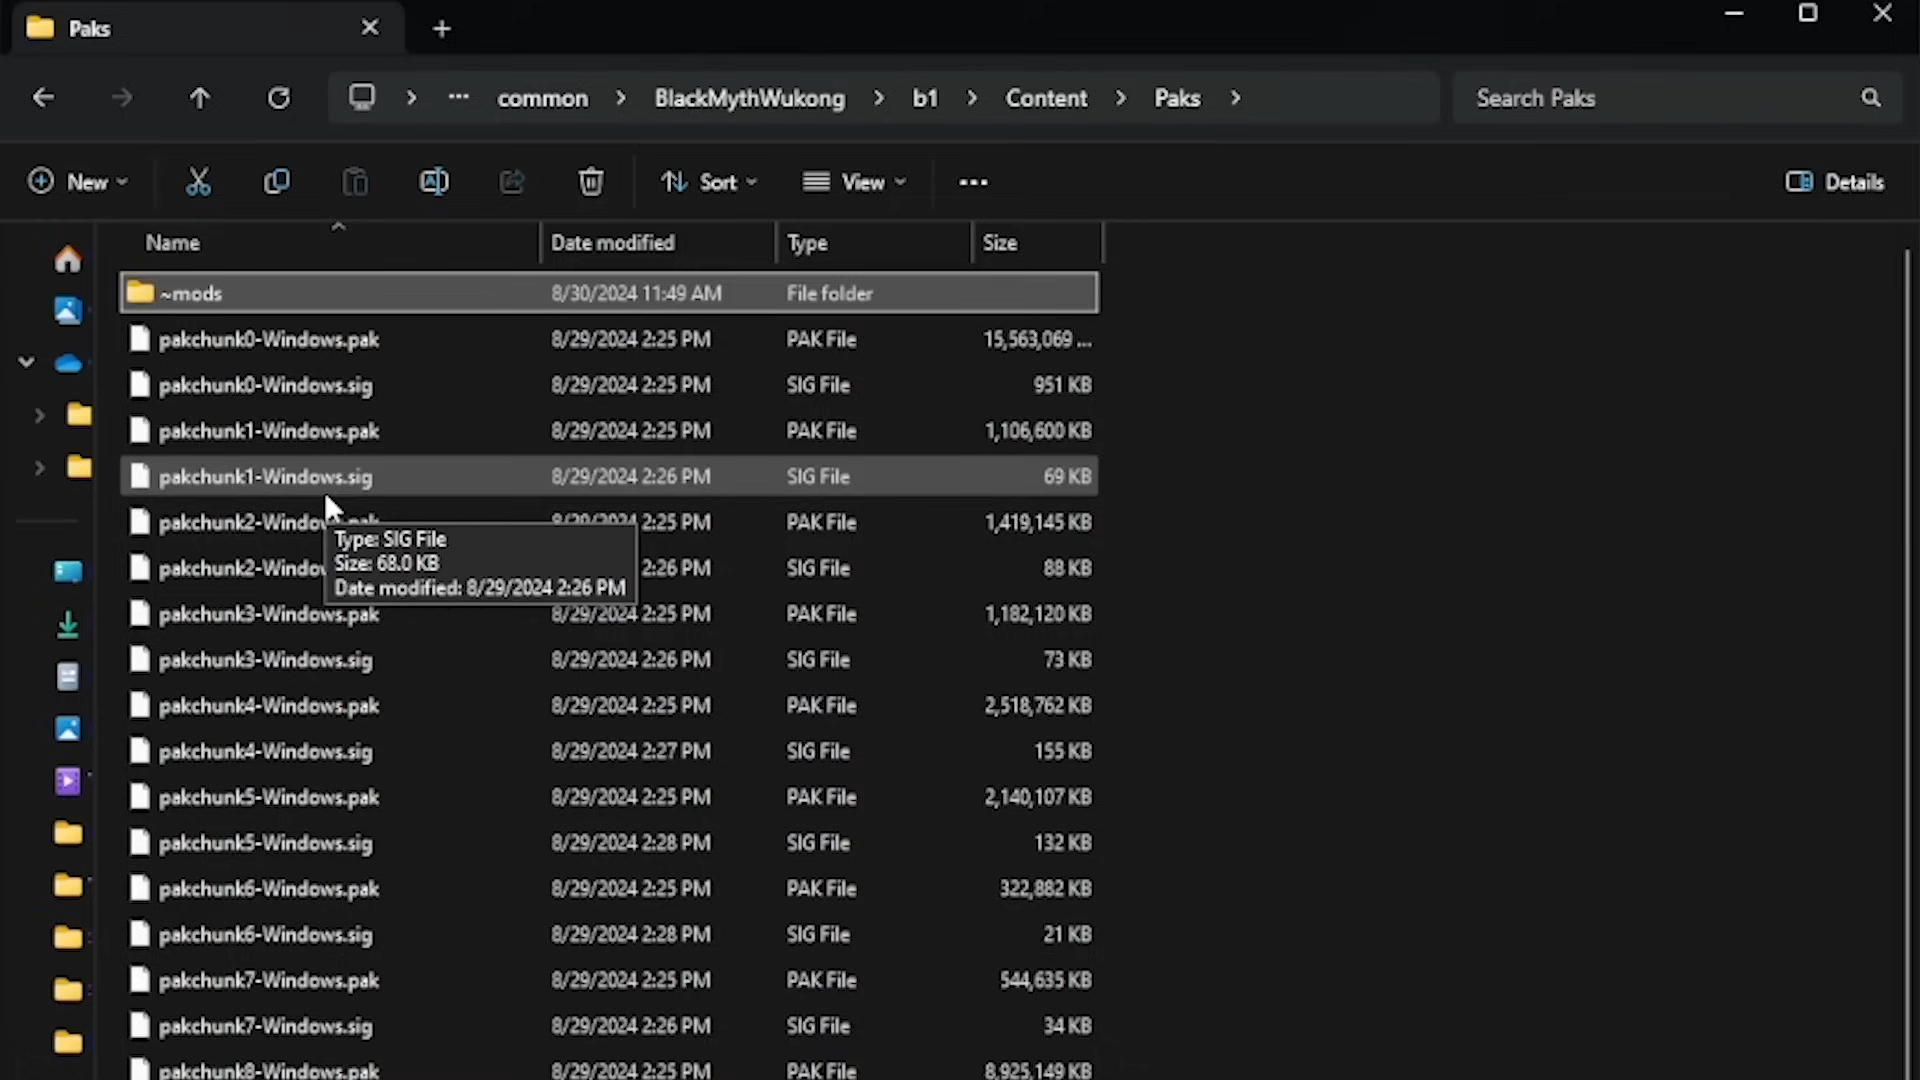 Paks
common > BlackMythWukong > b1 > Content > Paks >
Search Paks
New
Sort
View
Details
Name Date modified Type Size
~mods 8/30/2024 11:49 AM File folder
pakchunk0-Windows.pak 8/29/2024 2:25 PM PAK File 15,563,069 ...
pakchunk0-Windows.sig 8/29/2024 2:25 PM SIG File 951 KB
pakchunk1-Windows.pak 8/29/2024 2:25 PM PAK File 1,106,600 KB
pakchunk1-Windows.sig 8/29/2024 2:26 PM SIG File 69 KB
pakchunk2-Window 2:25 PM PAK File 1,419,145 KB
Type: SIG File
Size: 68.0 KB
Date modified: 8/29/2024 2:26 PM
pakchunk2-Windo 2:26 PM SIG File 88 KB
pakchunk3-Windows.pak 8/29/2024 2:25 PM PAK File 1,182,120 KB
pakchunk3-Windows.sig 8/29/2024 2:26 PM SIG File 73 KB
pakchunk4-Windows.pak 8/29/2024 2:25 PM PAK File 2,518,762 KB
pakchunk4-Windows.sig 8/29/2024 2:27 PM SIG File 155 KB
pakchunk5-Windows.pak 8/29/2024 2:25 PM PAK File 2,140,107 KB
pakchunk5-Windows.sig 8/29/2024 2:28 PM SIG File 132 KB
pakchunk6-Windows.pak 8/29/2024 2:25 PM PAK File 322,882 KB
pakchunk6-Windows.sig 8/29/2024 2:28 PM SIG File 21 KB
pakchunk7-Windows.pak 8/29/2024 2:25 PM PAK File 544,635 KB
pakchunk7-Windows.sig 8/29/2024 2:26 PM SIG File 34 KB
pakchunk8-Windows.pak 8/29/2024 2:25 PM PAK File 8,925,149 KB